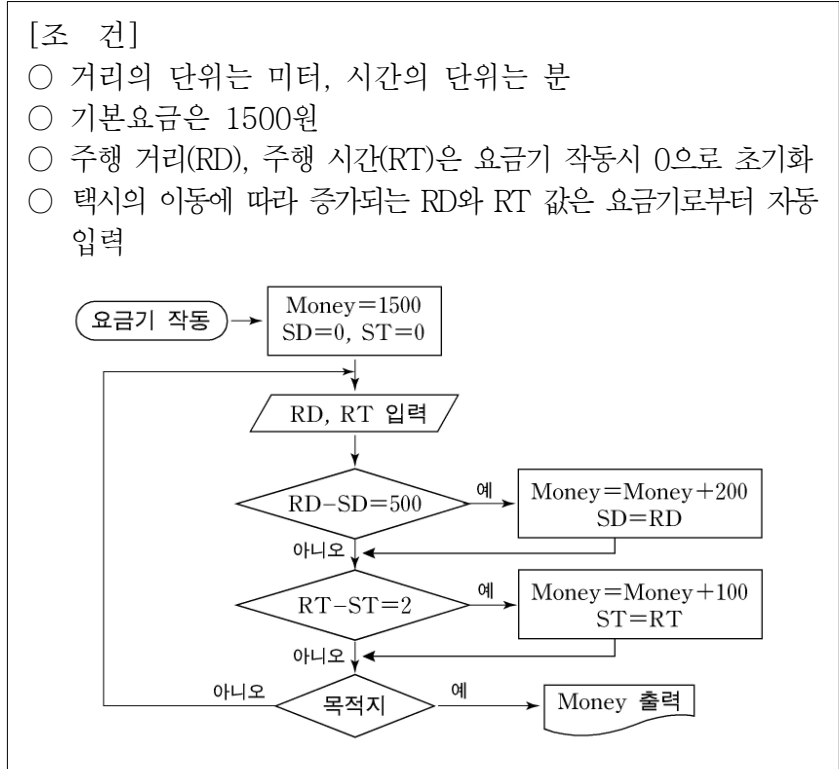 [조 건]
○ 거리의 단위는 미터, 시간의 단위는 분
○ 기본요금은 1500원
○ 주행 거리(RD), 주행 시간(RT)은 요금기 작동시 0으로 초기화
○ 택시의 이동에 따라 증가되는 RD와 RT 값은 요금기로부터 자동
입력
요금기 작동
Money=1500
SD=0, ST=0
RD, RT 입력
RD-SD=500
예
Money=Money+200
SD=RD
아니오
RT-ST=2
예
Money=Money+100
ST=RT
아니오
목적지
아니오
예
Money 출력